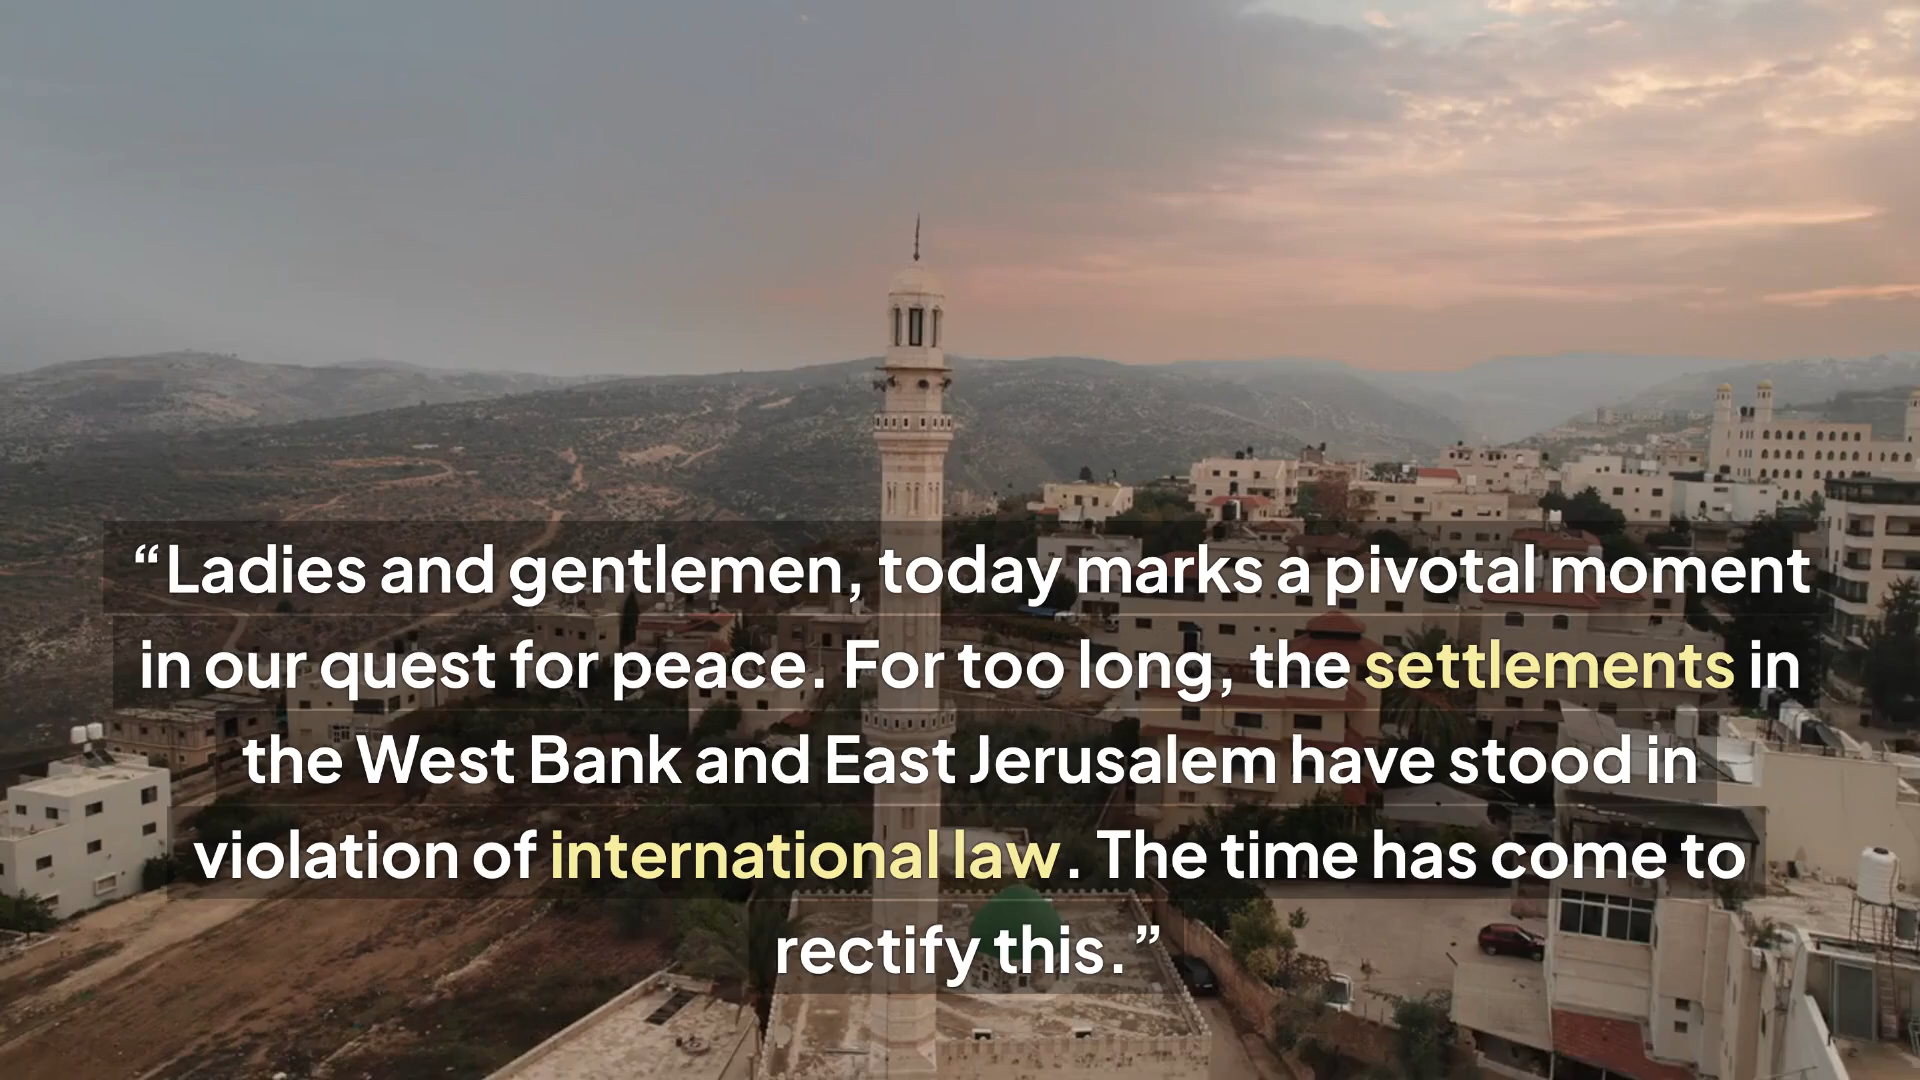 “Ladies and gentlemen, today marks a pivotal moment
in our quest for peace. For too long, the settlements in
the West Bank and East Jerusalem have stood in
violation of international law. The time has come to
rectify this.”